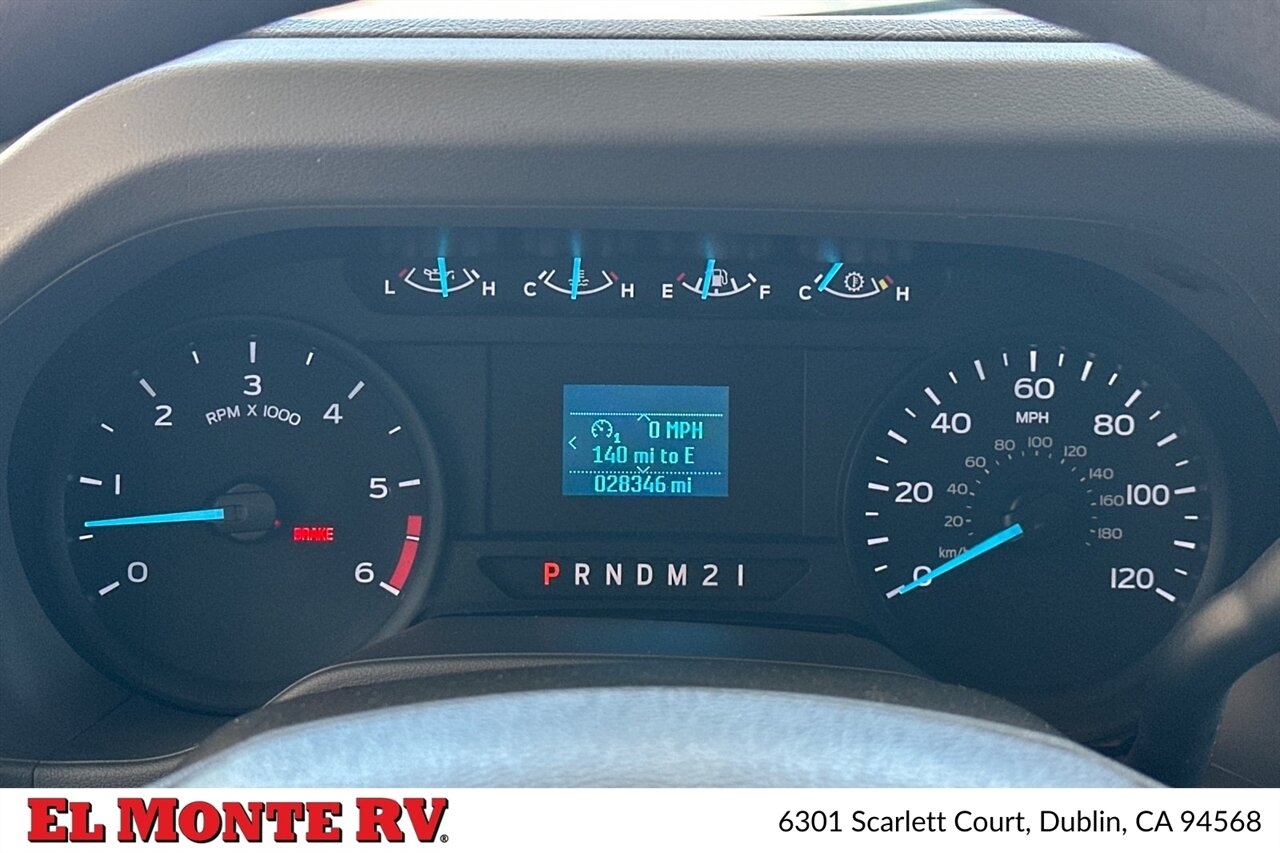 L H C H E F C H
3
2 RPM X 1000 4
1 5
BRAKE
0 6
0 MPH
140 mi to E
028346 mi
P R N D M 2 1
60
MPH
40 80
20 100
0 120
80 100 120
60 140
40 160
20 180
km/h
EL MONTE RV®
6301 Scarlett Court, Dublin, CA 94568